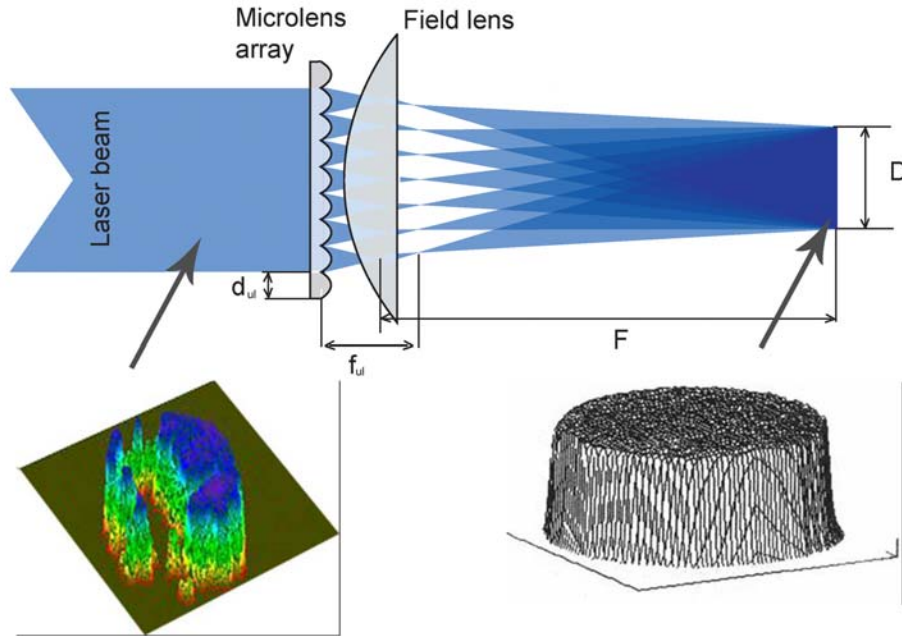 Microlens
array
Field lens
Laser beam
D
d_ul
F
f_ul